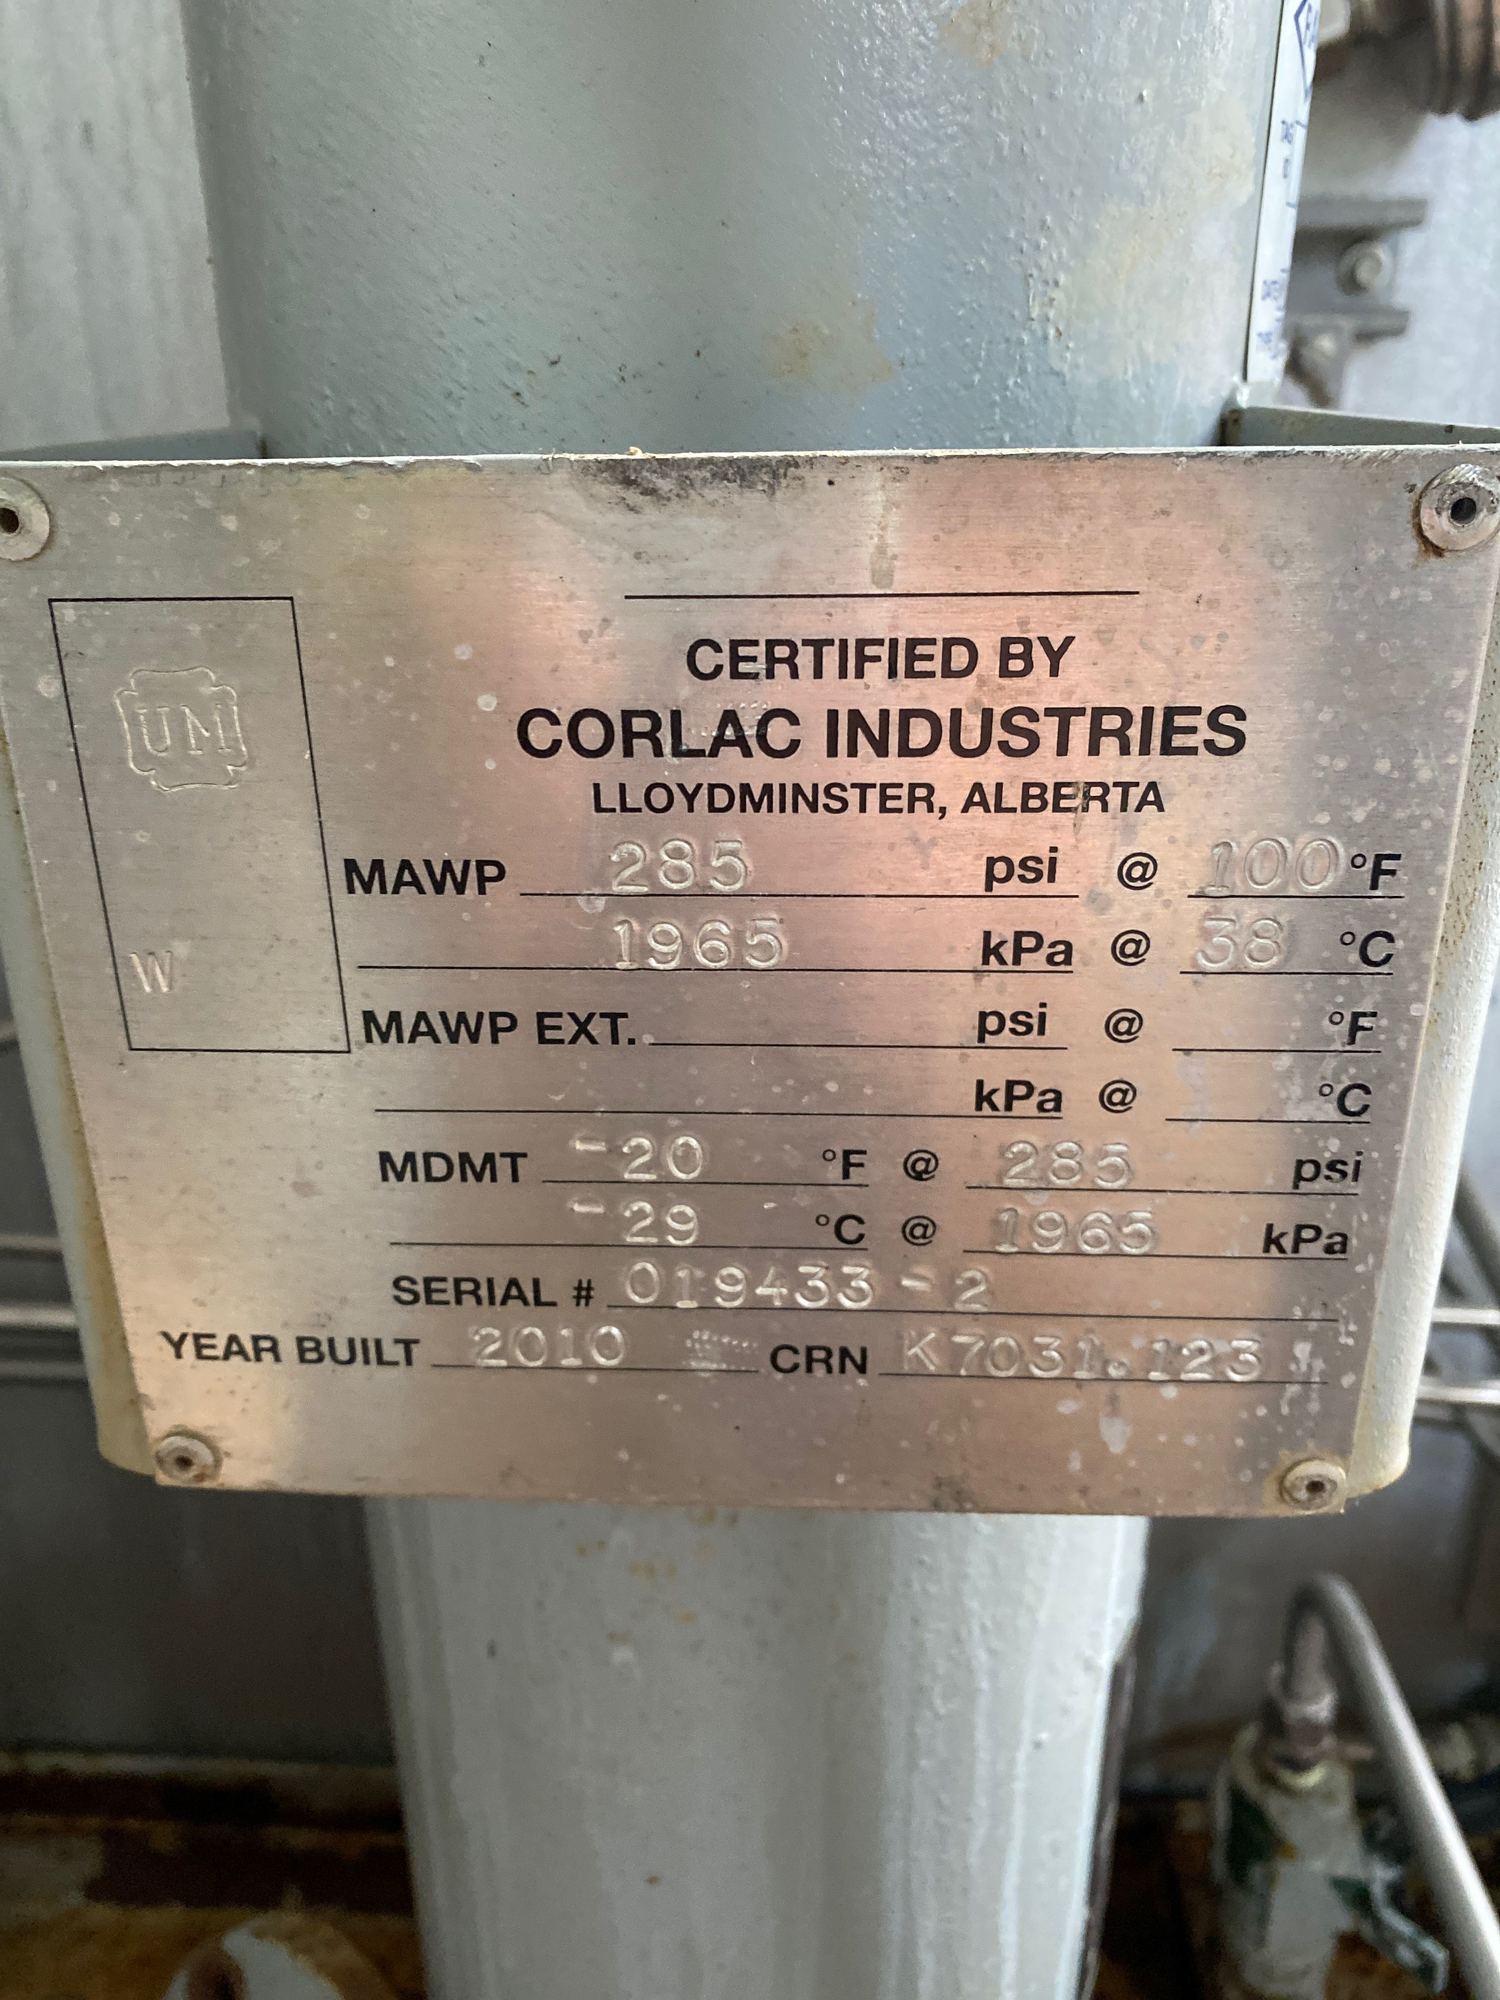 UM
W
CERTIFIED BY
CORLAC INDUSTRIES
LLOYDMINSTER, ALBERTA
MAWP 285 psi @ 100 °F
1965 kPa @ 38 °C
MAWP EXT. psi @ °F
kPa @ °C
MDMT -20 °F @ 285 psi
-29 °C @ 1965 kPa
SERIAL # 019433-2
YEAR BUILT 2010 CRN K7031.123